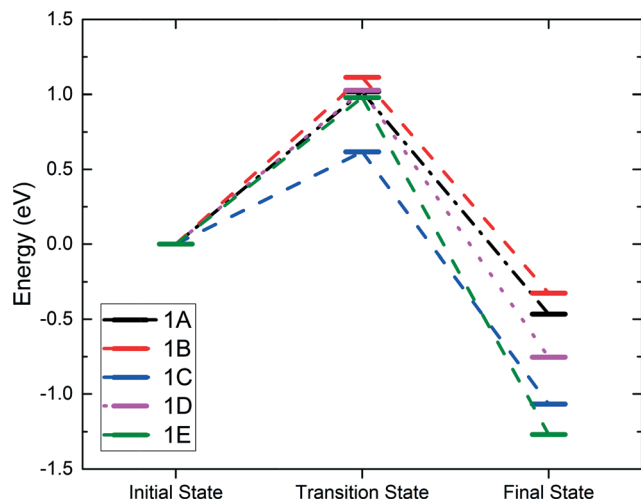 1.5
1.0
0.5
0.0
-0.5
-1.0
-1.5
Energy (eV)
1A
1B
1C
1D
1E
Initial State
Transition State
Final State